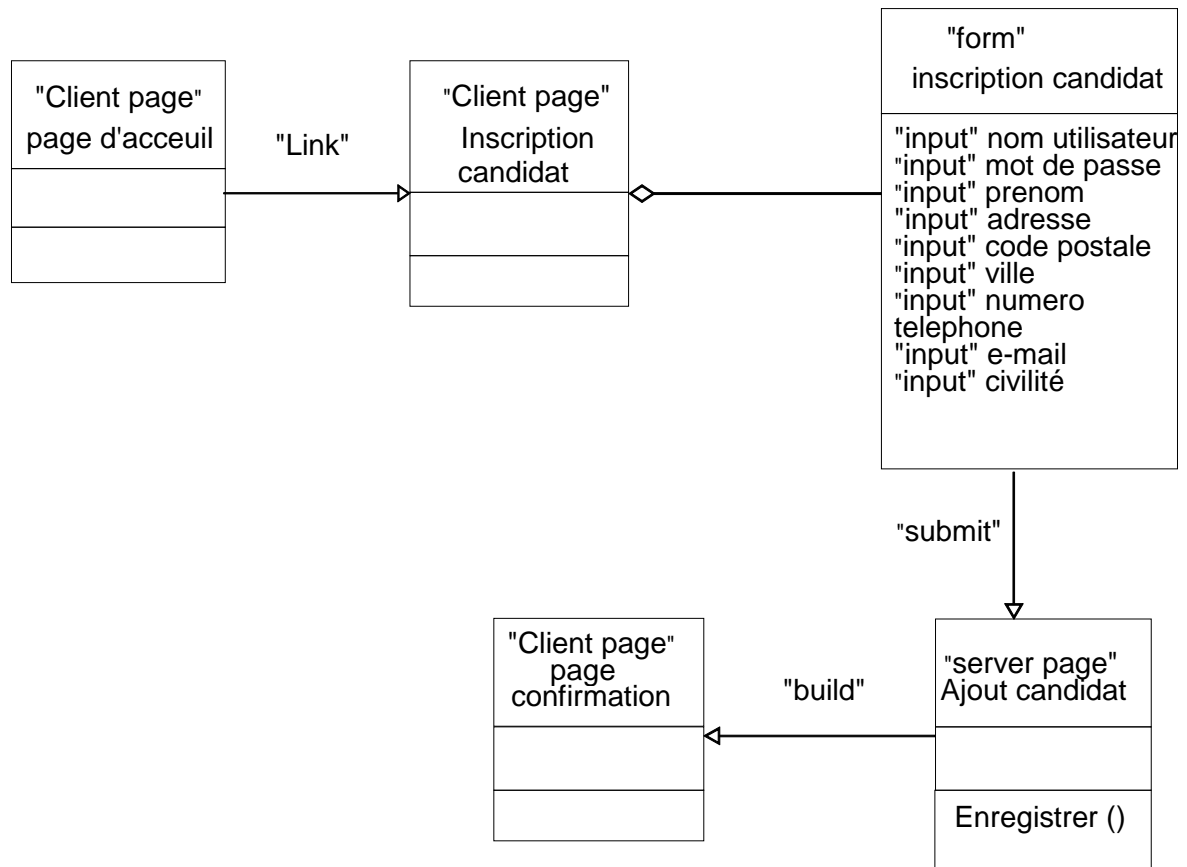 "Client page"
page d'acceuil
"Link"
"Client page"
Inscription
candidat
"form"
inscription candidat
"input" nom utilisateur
"input" mot de passe
"input" prenom
"input" adresse
"input" code postale
"input" ville
"input" numero
telephone
"input" e-mail
"input" civilité
"submit"
"server page"
Ajout candidat
Enregistrer ()
"build"
"Client page"
page
confirmation